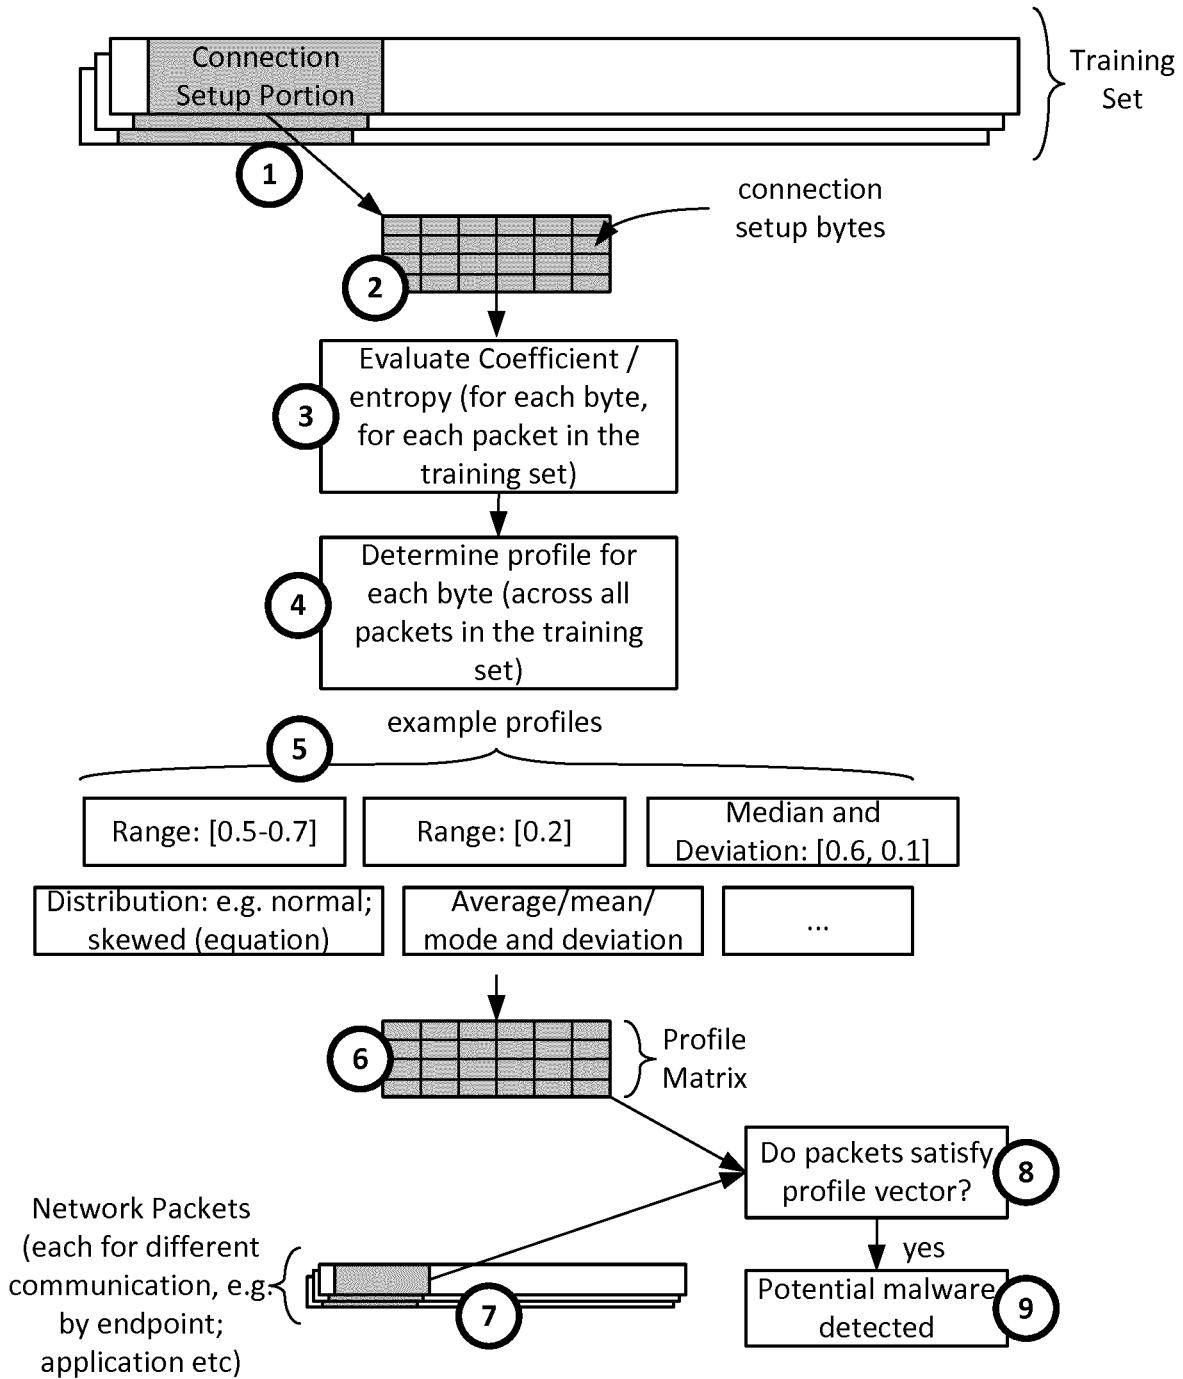 Connection
Setup Portion
Training
Set
1
connection
setup bytes
2
Evaluate Coefficient /
entropy (for each byte,
for each packet in the
training set)
3
Determine profile for
each byte (across all
packets in the training
set)
4
example profiles
5
Range: [0.5-0.7]
Range: [0.2]
Median and
Deviation: [0.6, 0.1]
Distribution: e.g. normal;
skewed (equation)
Average/mean/
mode and deviation
...
6
Profile
Matrix
Do packets satisfy
profile vector?
8
Network Packets
(each for different
communication, e.g.
by endpoint;
application etc)
7
yes
Potential malware
detected
9